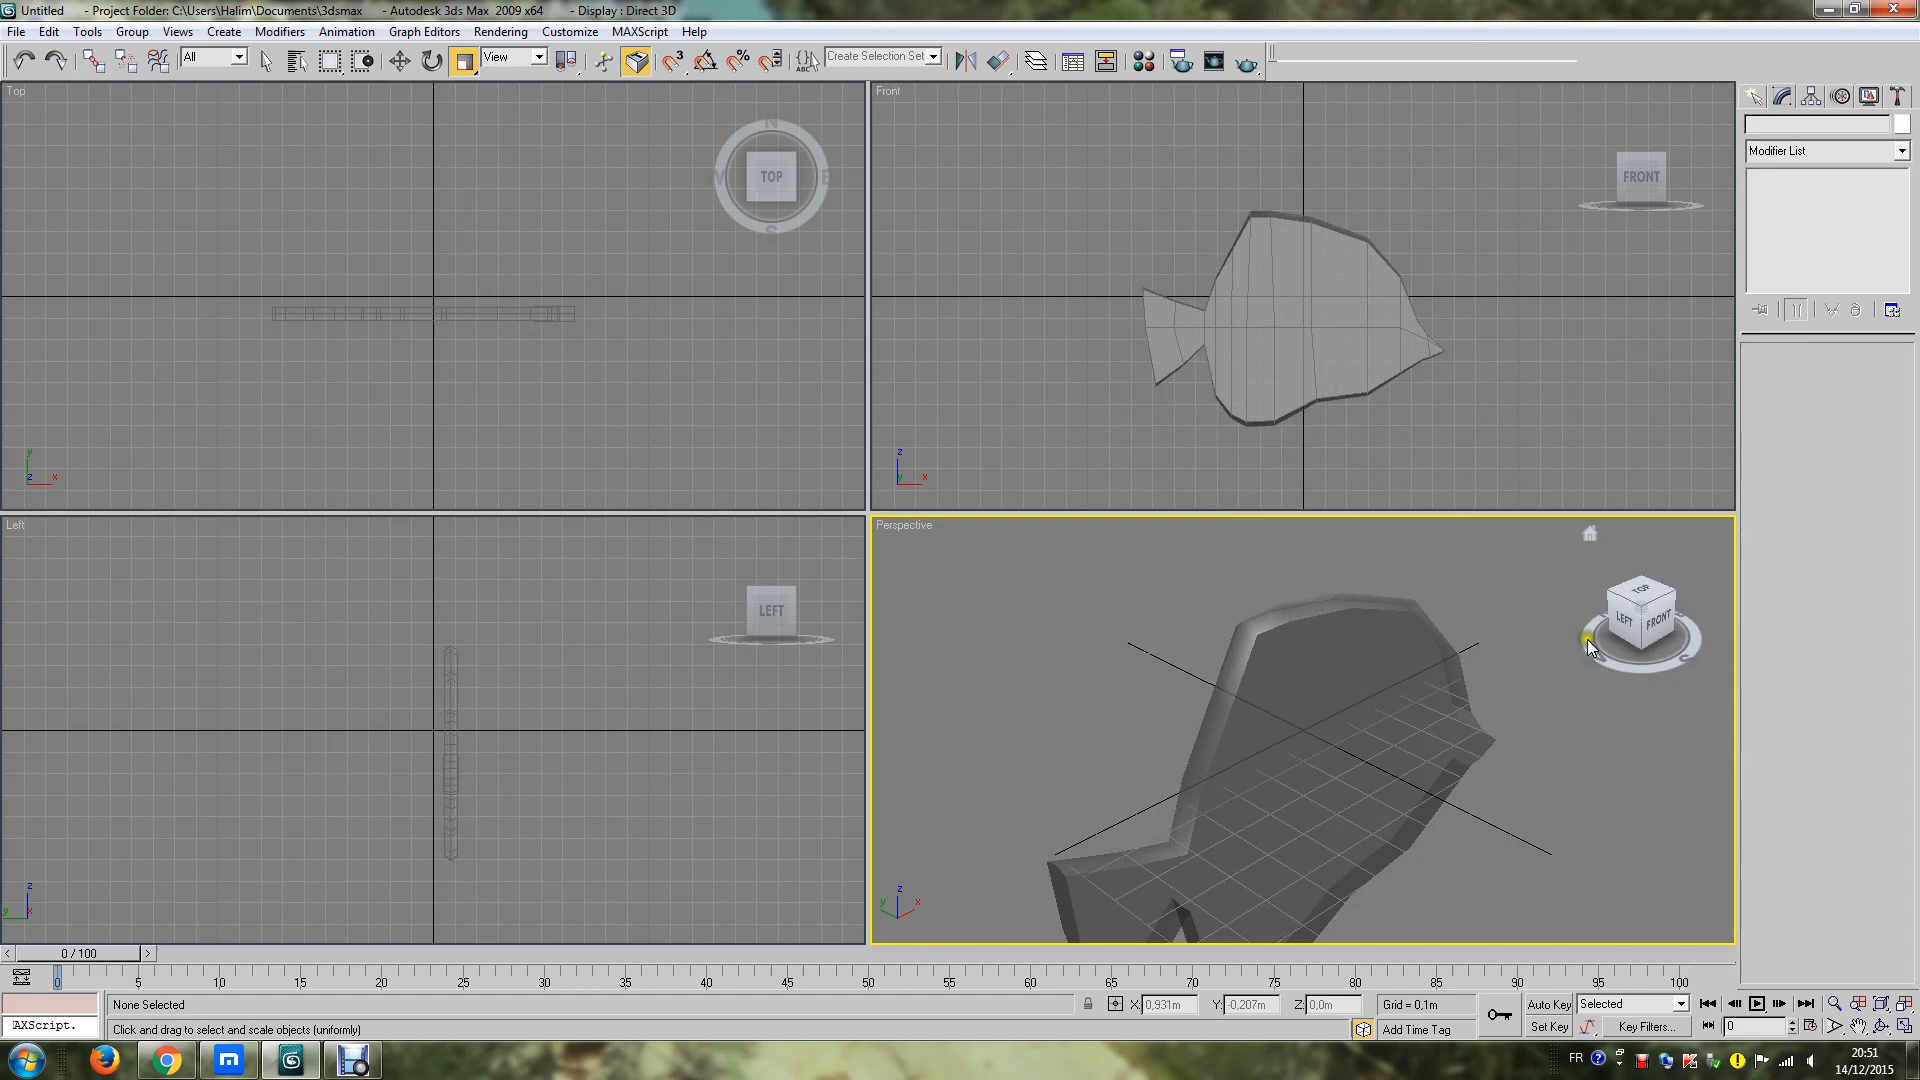 Untitled - Project Folder: C:\Users\Halim\Documents\3dsmax - Autodesk 3ds Max 2009 x64 - Display : Direct 3D
File Edit Tools Group Views Create Modifiers Animation Graph Editors Rendering Customize MAXScript Help
All View Create Selection Set
Modifier List
Top
N
TOP
S
y
z x
Front
FRONT
z
y x
Left
LEFT
z
y x
Perspective
TOP
LEFT FRONT
z
y x
0 / 100
0 5 10 15 20 25 30 35 40 45 50 55 60 65 70 75 80 85 90 95 100
None Selected X: 0,931m Y: -0,207m Z: 0,0m Grid = 0,1m Auto Key Selected
AXScript. Click and drag to select and scale objects (uniformly) Add Time Tag Set Key Key Filters... 0
FR 20:51
14/12/2015